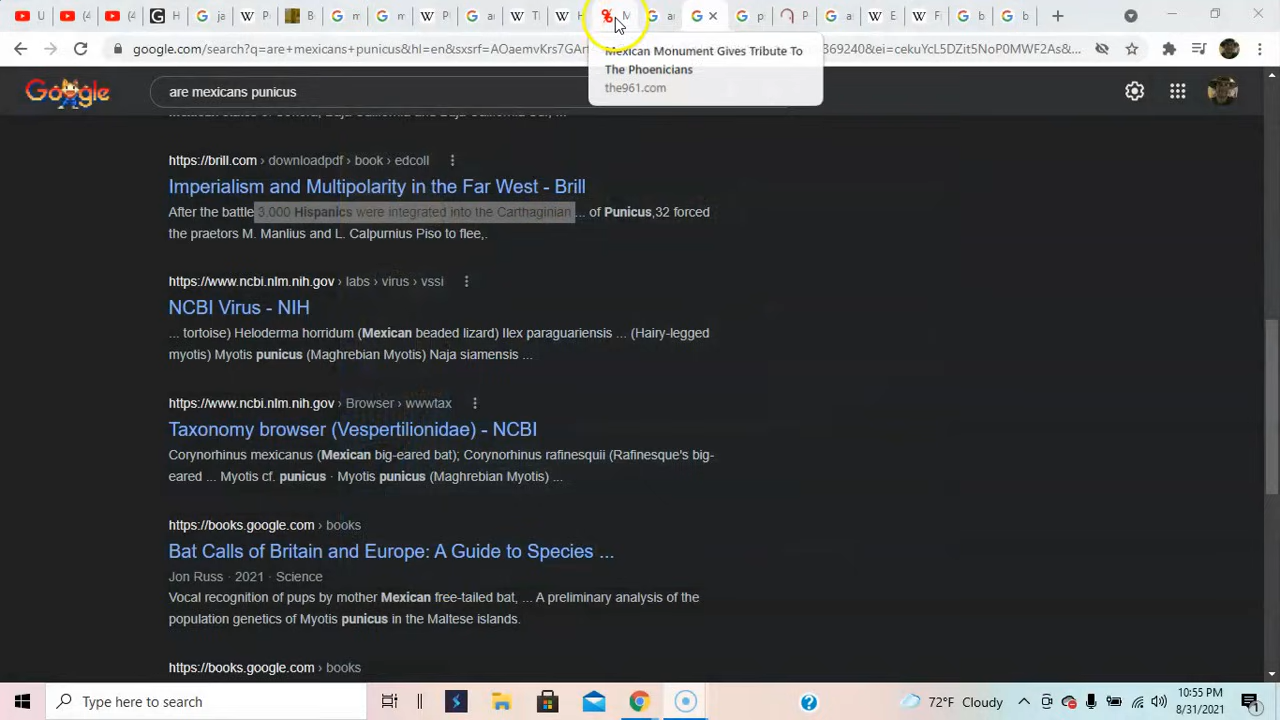 google.com/search?q=are+mexicans+punicus&hl=en&sxsrf=AOaemvKs7GAr
369240&tei=cekuYcL5DZit5NoP0MWTyAs&...
Mexican Monument Gives Tribute To
The Phoenicians
the961.com
Google
are mexicans punicus
https://brill.com › downloadpdf › book › edcoll
Imperialism and Multipolarity in the Far West - Brill
After the battle 3,000 Hispanics were integrated into the Carthaginian ... of Punicus,32 forced
the praetors M. Manlius and L. Calpurnius Piso to flee,.
https://www.ncbi.nlm.nih.gov › labs › virus › vssi
NCBI Virus - NIH
... tortoise) Heloderma horridum (Mexican beaded lizard) Ilex paraguariensis ... (Hairy-legged
myotis) Myotis punicus (Maghrebian Myotis) Naja siamensis ...
https://www.ncbi.nlm.nih.gov › Browser › wwwtax
Taxonomy browser (Vespertilionidae) - NCBI
Corynorhinus mexicanus (Mexican big-eared bat); Corynorhinus rafinesquii (Rafinesque's big-
eared ... Myotis cf. punicus · Myotis punicus (Maghrebian Myotis) ...
https://books.google.com › books
Bat Calls of Britain and Europe: A Guide to Species ...
Jon Russ · 2021 · Science
Vocal recognition of pups by mother Mexican free-tailed bat, ... A preliminary analysis of the
population genetics of Myotis punicus in the Maltese islands.
https://books.google.com › books
Type here to search
72°F Cloudy
10:55 PM
8/31/2021